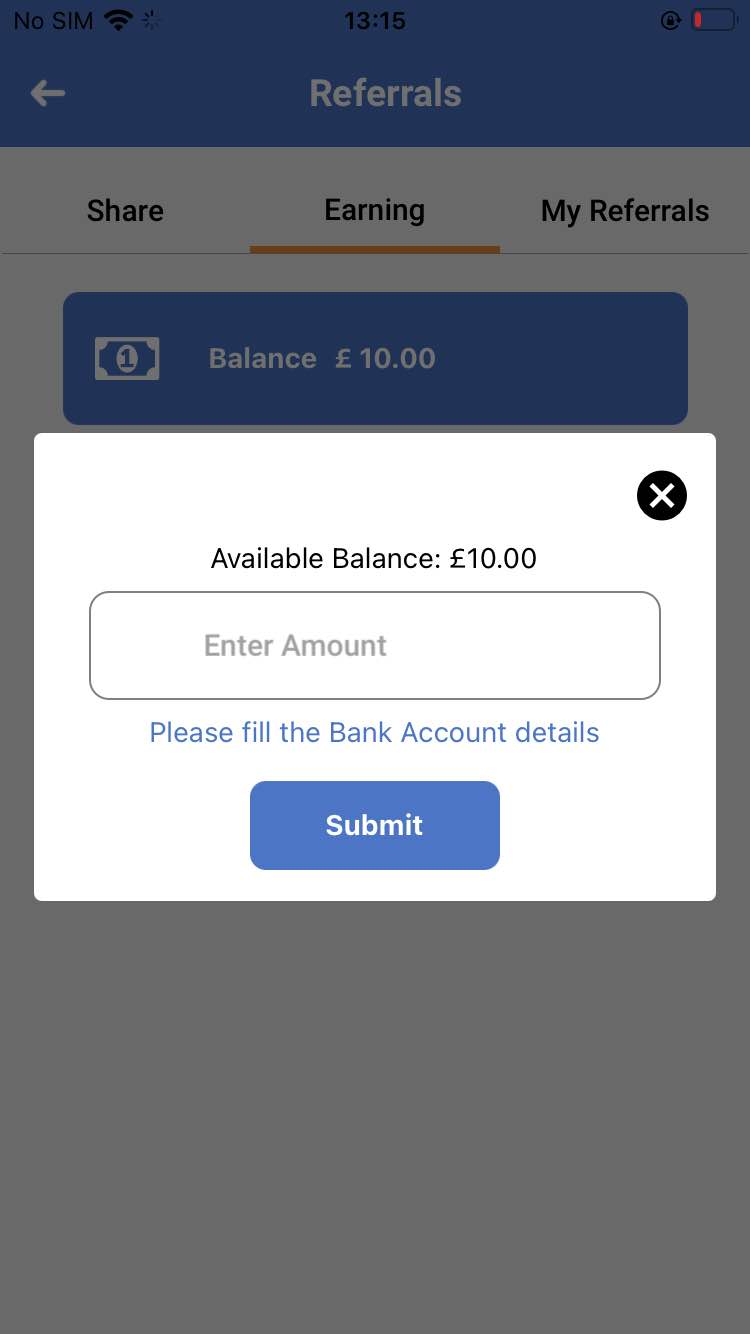 No SIM 13:15
Referrals
Share Earning My Referrals
1 Balance £ 10.00
Available Balance: £10.00
Enter Amount
Please fill the Bank Account details
Submit